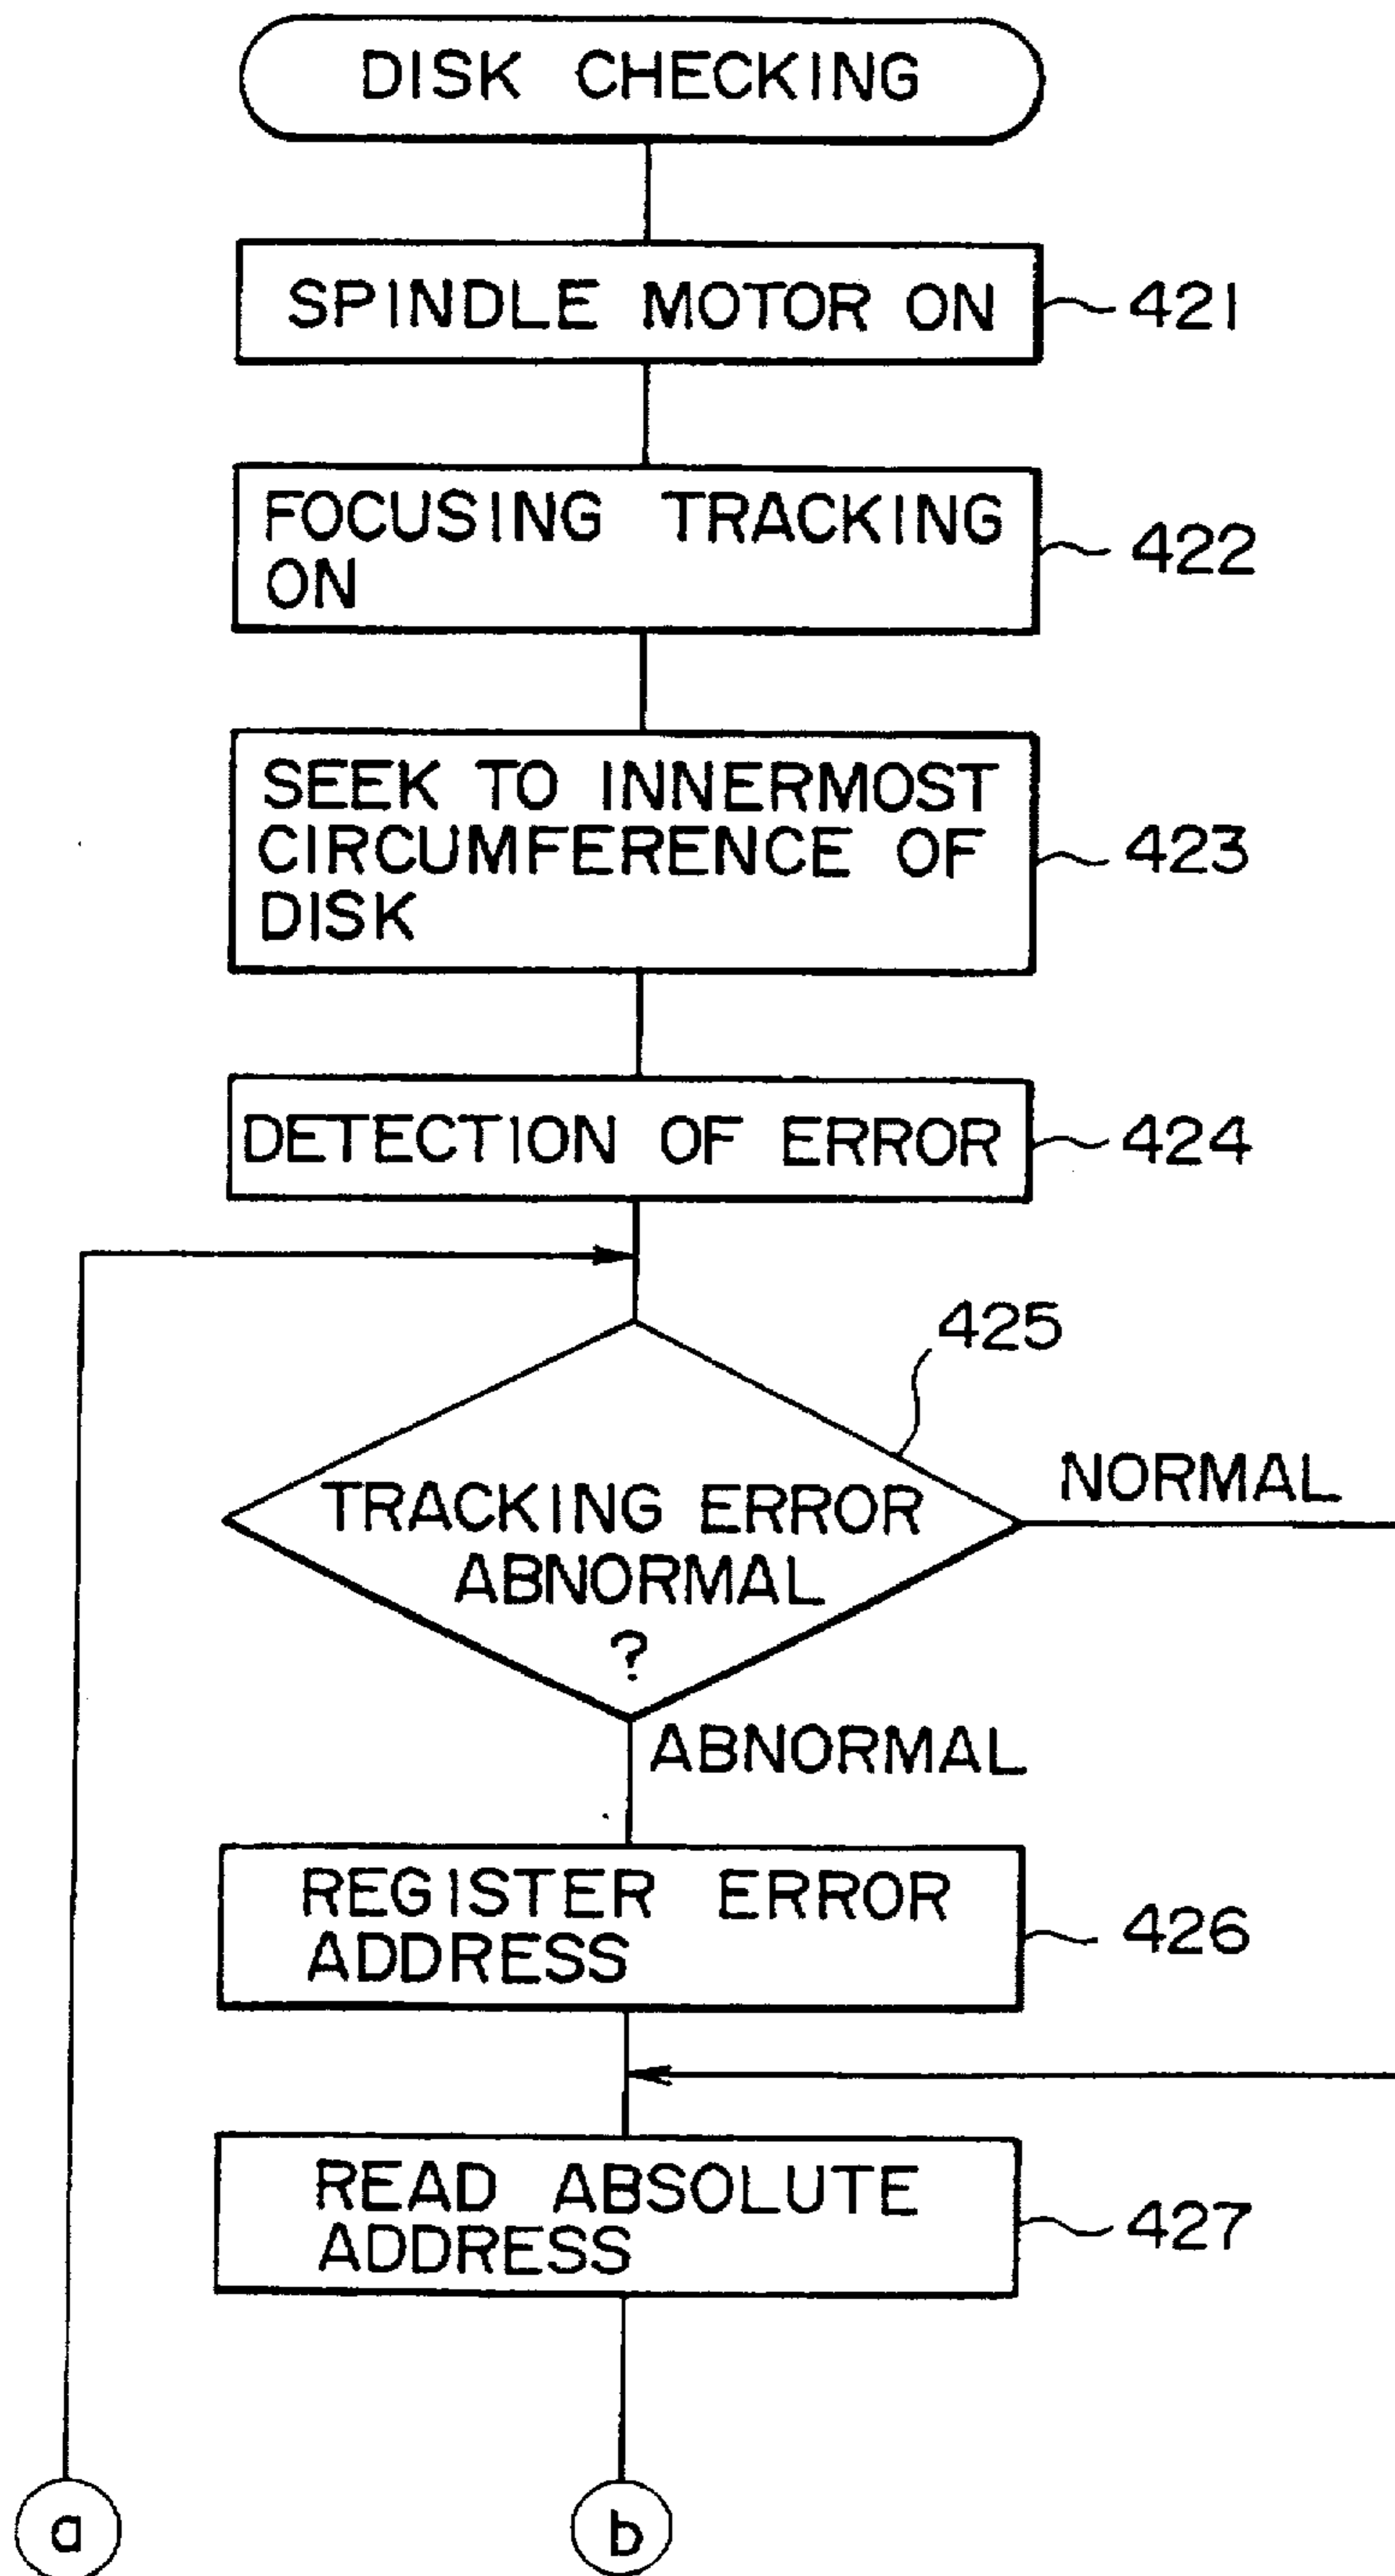 DISK CHECKING
SPINDLE MOTOR ON
421
FOCUSING TRACKING
ON
422
SEEK TO INNERMOST
CIRCUMFERENCE OF
DISK
423
DETECTION OF ERROR
424
425
TRACKING ERROR
ABNORMAL
?
NORMAL
ABNORMAL
REGISTER ERROR
ADDRESS
426
READ ABSOLUTE
ADDRESS
427
a
b